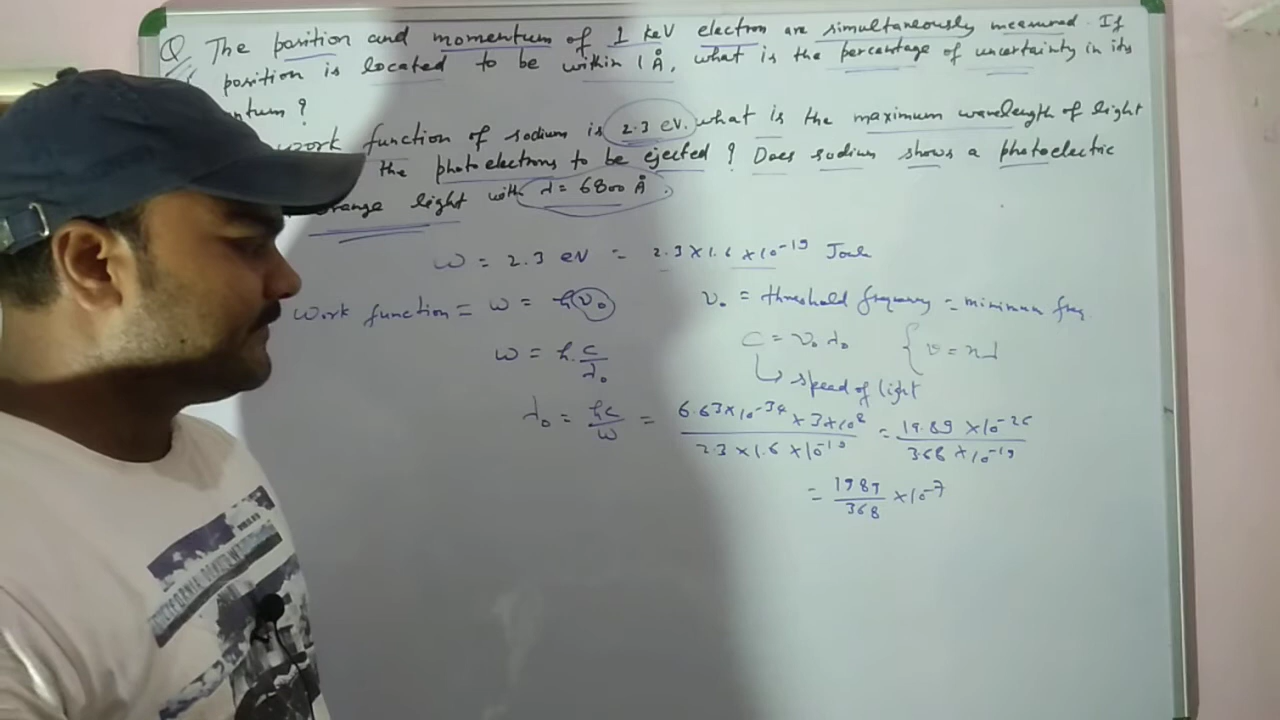 Q The position and momentum of 1 keV electron are simultaneously measured. If
position is located to be within 1 Å, what is the percentage of uncertainty in its
ntum ?
work function of sodium is 2.3 eV. what is the maximum wavelength of light
the photoelectrons to be ejected ? Does sodium shows a photoelectric
orange light with λ = 6800 Å.
ω = 2.3 eV = 2.3 × 1.6 × 10⁻¹⁹ Joule
Work function = ω = hν₀ ν₀ = threshold frequency = minimum freq
ω = h. c/λ₀ C = ν₀ λ₀ { v = nλ
↳ speed of light
λ₀ = hc/ω = 6.63×10⁻³⁴ × 3×10⁸ / 2.3 × 1.6 × 10⁻¹⁹ = 19.89 × 10⁻²⁶ / 3.68 × 10⁻¹⁹
= 1989/368 × 10⁻⁷